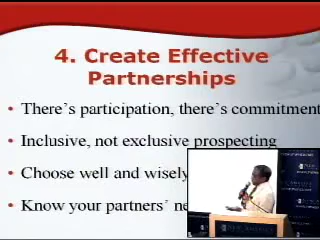 4. Create Effective
Partnerships
• There's participation, there's commitment
• Inclusive, not exclusive prospecting
• Choose well and wisely
• Know your partners'